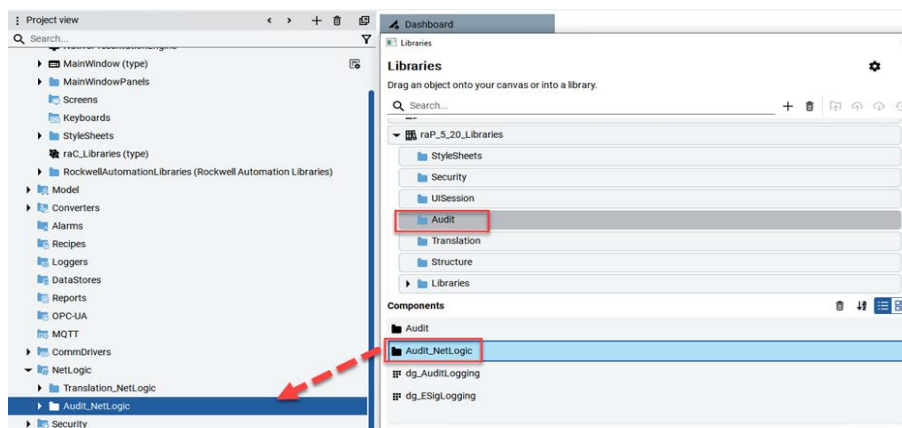 Project view
Search...
MainWindow (type)
MainWindowPanels
Screens
Keyboards
StyleSheets
raC_Libraries (type)
RockwellAutomationLibraries (Rockwell Automation Libraries)
Model
Converters
Alarms
Recipes
Loggers
DataStores
Reports
OPC-UA
MQTT
CommDrivers
NetLogic
Translation_NetLogic
Audit_NetLogic
Security
Dashboard
Libraries
Libraries
Drag an object onto your canvas or into a library.
Search...
raP_5_20_Libraries
StyleSheets
Security
UISession
Audit
Translation
Structure
Libraries
Components
Audit
Audit_NetLogic
dg_AuditLogging
dg_ESigLogging